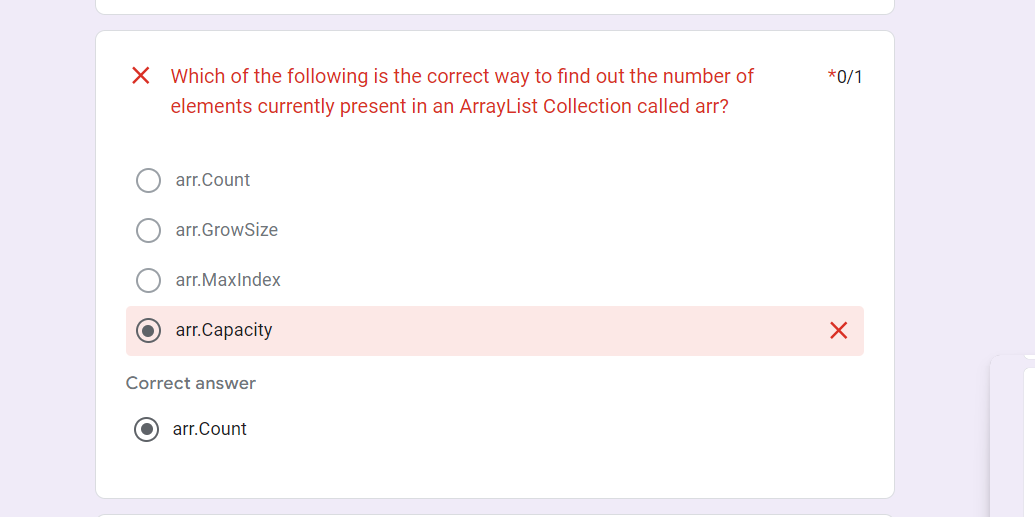 Which of the following is the correct way to find out the number of
*0/1
elements currently present in an ArrayList Collection called arr?
arr.Count
arr.GrowSize
arr.MaxIndex
arr.Capacity
Correct answer
arr.Count